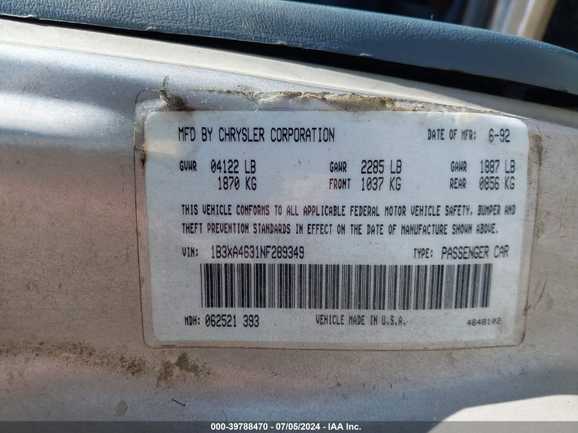 MFD BY CHRYSLER CORPORATION DATE OF MFR: 6-92
GVWR 04122 LB GAWR 2285 LB GAWR 1887 LB
1870 KG FRONT 1037 KG REAR 0856 KG
THIS VEHICLE CONFORMS TO ALL APPLICABLE FEDERAL MOTOR VEHICLE SAFETY, BUMPER AND
THEFT PREVENTION STANDARDS IN EFFECT ON THE DATE OF MANUFACTURE SHOWN ABOVE.
VIN: 1B3XA4631NF289349 TYPE: PASSENGER CAR
MDH: 062521 393 VEHICLE MADE IN U.S.A. 4648102
000-39788470 - 07/05/2024 - IAA Inc.